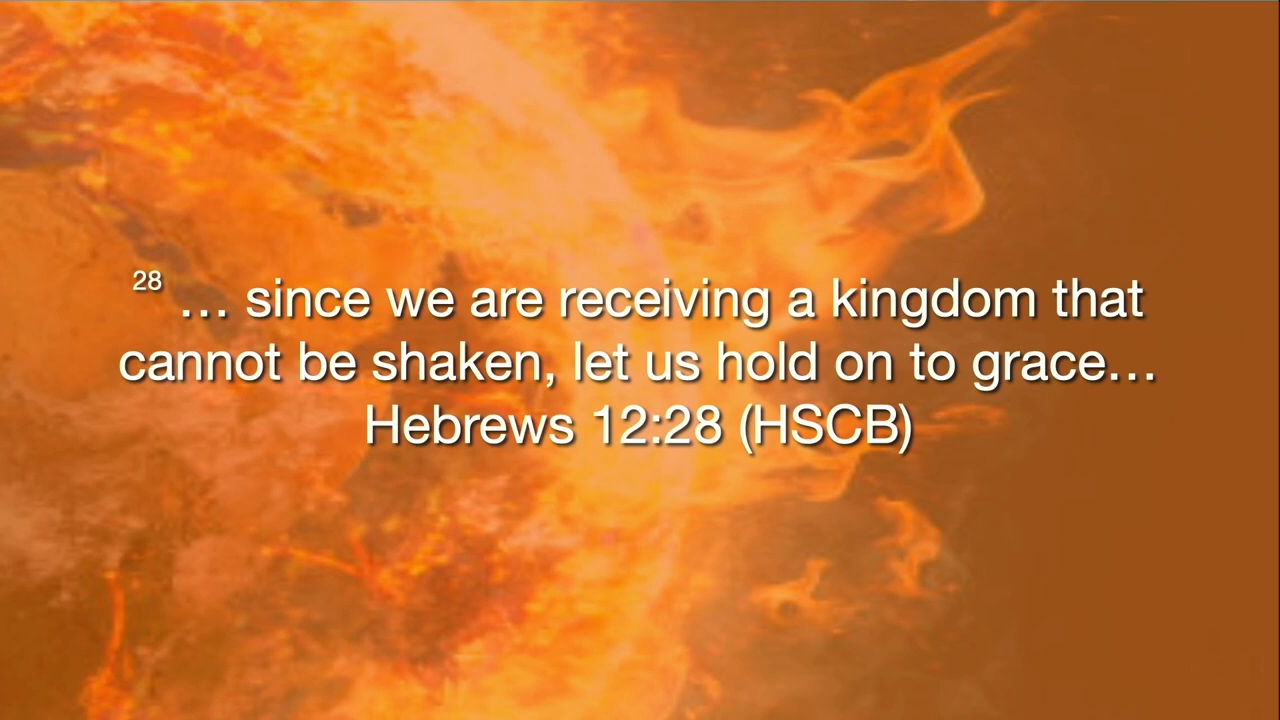 28 … since we are receiving a kingdom that
cannot be shaken, let us hold on to grace…
Hebrews 12:28 (HSCB)